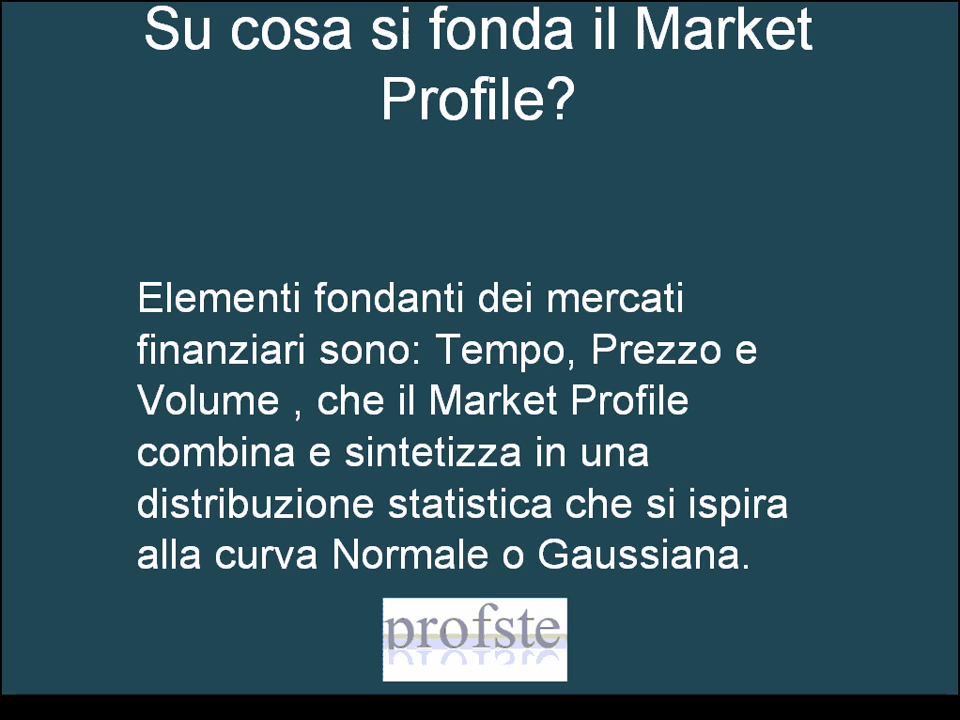 Su cosa si fonda il Market
Profile?
Elementi fondanti dei mercati
finanziari sono: Tempo, Prezzo e
Volume , che il Market Profile
combina e sintetizza in una
distribuzione statistica che si ispira
alla curva Normale o Gaussiana.
profste